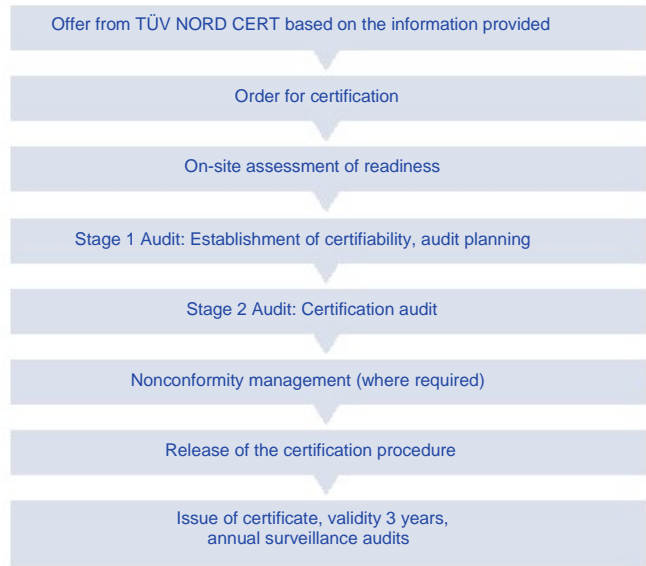 Offer from TÜV NORD CERT based on the information provided
Order for certification
On-site assessment of readiness
Stage 1 Audit: Establishment of certifiability, audit planning
Stage 2 Audit: Certification audit
Nonconformity management (where required)
Release of the certification procedure
Issue of certificate, validity 3 years,
annual surveillance audits